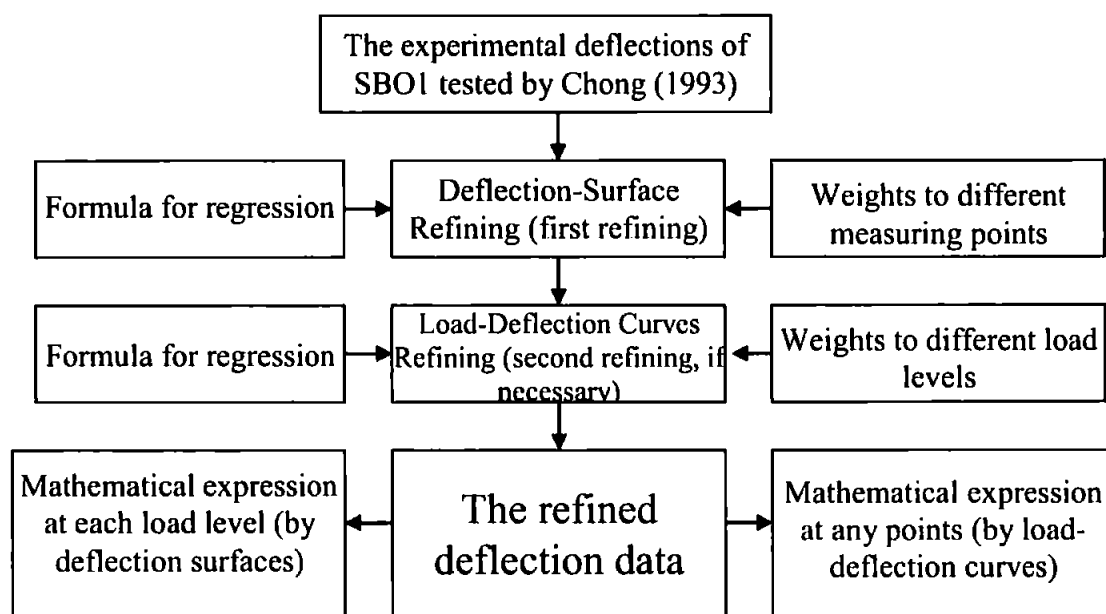 The experimental deflections of
SBO1 tested by Chong (1993)
Formula for regression
Deflection-Surface
Refining (first refining)
Weights to different
measuring points
Formula for regression
Load-Deflection Curves
Refining (second refining, if
necessary)
Weights to different load
levels
Mathematical expression
at each load level (by
deflection surfaces)
The refined
deflection data
Mathematical expression
at any points (by load-
deflection curves)